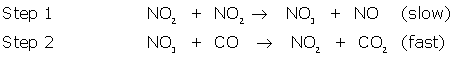 Step 1 NO₂ + NO₂ → NO₃ + NO (slow)
Step 2 NO₃ + CO → NO₂ + CO₂ (fast)